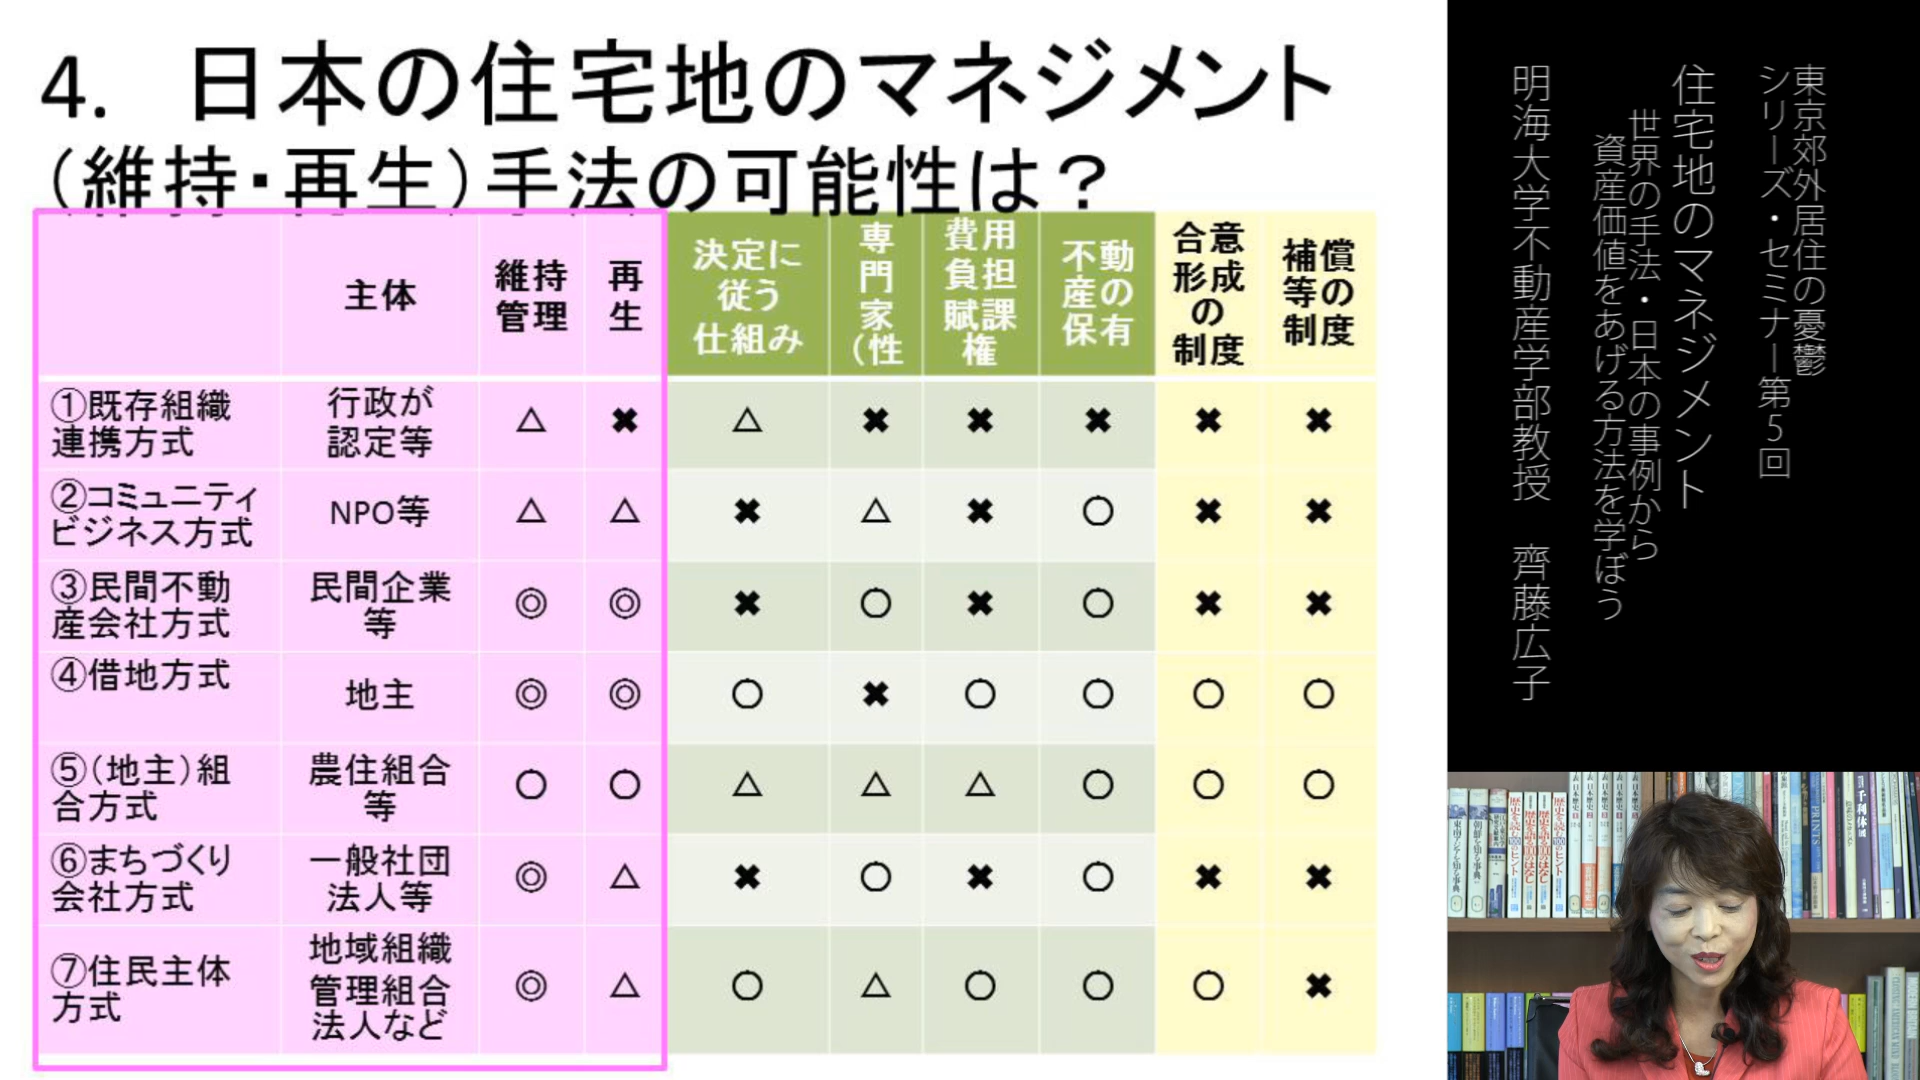 4. 日本の住宅地のマネジメント
（維持・再生）手法の可能性は？
主体
維持
管理
再
生
決定に
従う
仕組み
専
門
家
（性
費用
負担
賦課
権
不動
産の
保有
合意
形成
の
制度
補償
等の
制度
①既存組織
連携方式
行政が
認定等
△ ✖ △ ✖ ✖ ✖ ✖ ✖
②コミュニティ
ビジネス方式
NPO等
△ △ ✖ △ ✖ ○ ✖ ✖
③民間不動
産会社方式
民間企業
等
◎ ◎ ✖ ○ ✖ ○ ✖ ✖
④借地方式
地主
◎ ◎ ○ ✖ ○ ○ ○ ○
⑤（地主）組
合方式
農住組合
等
○ ○ △ △ △ ○ ○ ○
⑥まちづくり
会社方式
一般社団
法人等
◎ △ ✖ ○ ✖ ○ ✖ ✖
⑦住民主体
方式
地域組織
管理組合
法人など
◎ △ ○ △ ○ ○ ○ ✖
東京郊外居住の憂鬱
シリーズ・セミナー第5回
住宅地のマネジメント
世界の手法・日本の事例から
資産価値をあげる方法を学ぼう
明海大学不動産学部教授 齊藤広子
千利休
PRINTS